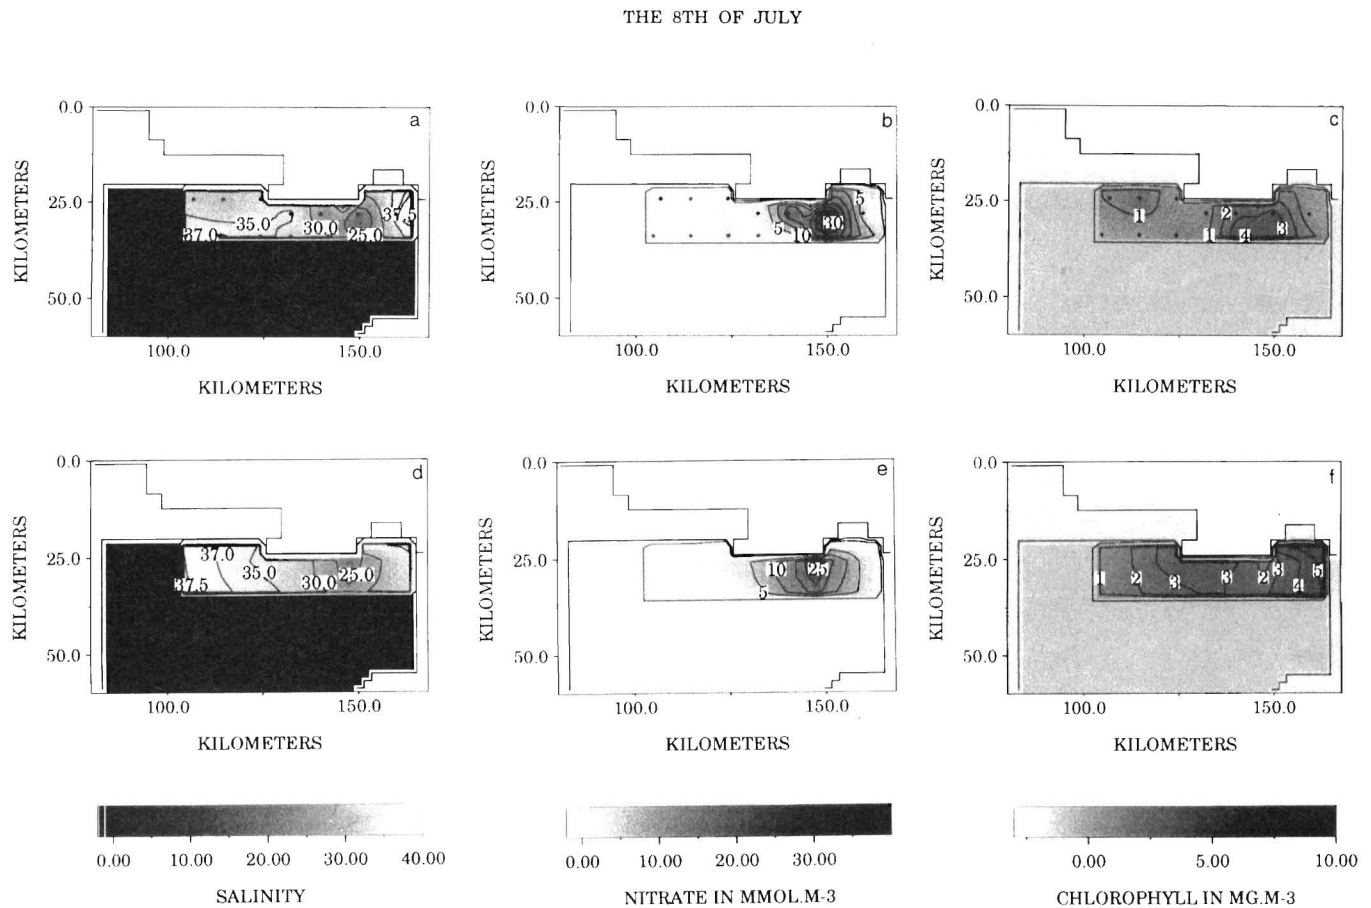 THE 8TH OF JULY
0.0
25.0
50.0
KILOMETERS
a
37.0
35.0
30.0
25.0
37.5
100.0
150.0
KILOMETERS
0.0
25.0
50.0
KILOMETERS
b
5
10
30
5
100.0
150.0
KILOMETERS
0.0
25.0
50.0
KILOMETERS
c
1
1
2
4
3
100.0
150.0
KILOMETERS
0.0
25.0
50.0
KILOMETERS
d
37.5
37.0
35.0
30.0
25.0
100.0
150.0
KILOMETERS
0.0
25.0
50.0
KILOMETERS
e
5
10
25
100.0
150.0
KILOMETERS
0.0
25.0
50.0
KILOMETERS
f
1
2
3
3
2
3
4
5
100.0
150.0
KILOMETERS
0.00 10.00 20.00 30.00 40.00
SALINITY
0.00 10.00 20.00 30.00
NITRATE IN MMOL.M-3
0.00 5.00 10.00
CHLOROPHYLL IN MG.M-3